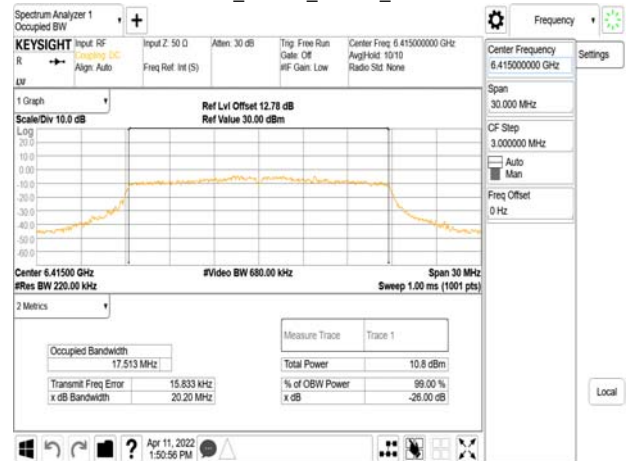 Spectrum Analyzer 1
Occupied BW
Frequency
KEYSIGHT
R
LVI
Input: RF
Coupling: DC
Align: Auto
Input Z: 50 Ω
Freq Ref: Int (S)
Atten: 30 dB
Trig: Free Run
Gate: Off
#IF Gain: Low
Center Freq: 6.415000000 GHz
Avg|Hold: 10/10
Radio Std: None
Center Frequency
6.415000000 GHz
Settings
Span
30.000 MHz
CF Step
3.000000 MHz
Auto
Man
Freq Offset
0 Hz
Local
1 Graph
Scale/Div 10.0 dB
Ref Lvl Offset 12.78 dB
Ref Value 30.00 dBm
Log
20.0
10.0
0.00
-10.0
-20.0
-30.0
-40.0
-50.0
-60.0
Center 6.41500 GHz
#Res BW 220.00 kHz
#Video BW 680.00 kHz
Span 30 MHz
Sweep 1.00 ms (1001 pts)
2 Metrics
Measure Trace Trace 1
Occupied Bandwidth
17.513 MHz
Total Power 10.8 dBm
Transmit Freq Error 15.833 kHz
% of OBW Power 99.00 %
x dB Bandwidth 20.20 MHz
x dB -26.00 dB
?
Apr 11, 2022
1:50:56 PM